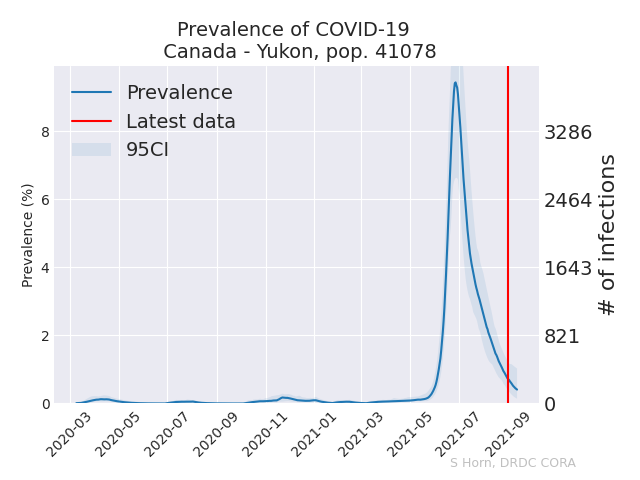 Prevalence of COVID-19
Canada - Yukon, pop. 41078
Prevalence
Latest data
95CI
Prevalence (%)
8
6
4
2
0
3286
2464
1643
821
0
# of infections
2020-03
2020-05
2020-07
2020-09
2020-11
2021-01
2021-03
2021-05
2021-07
2021-09
S Horn, DRDC CORA